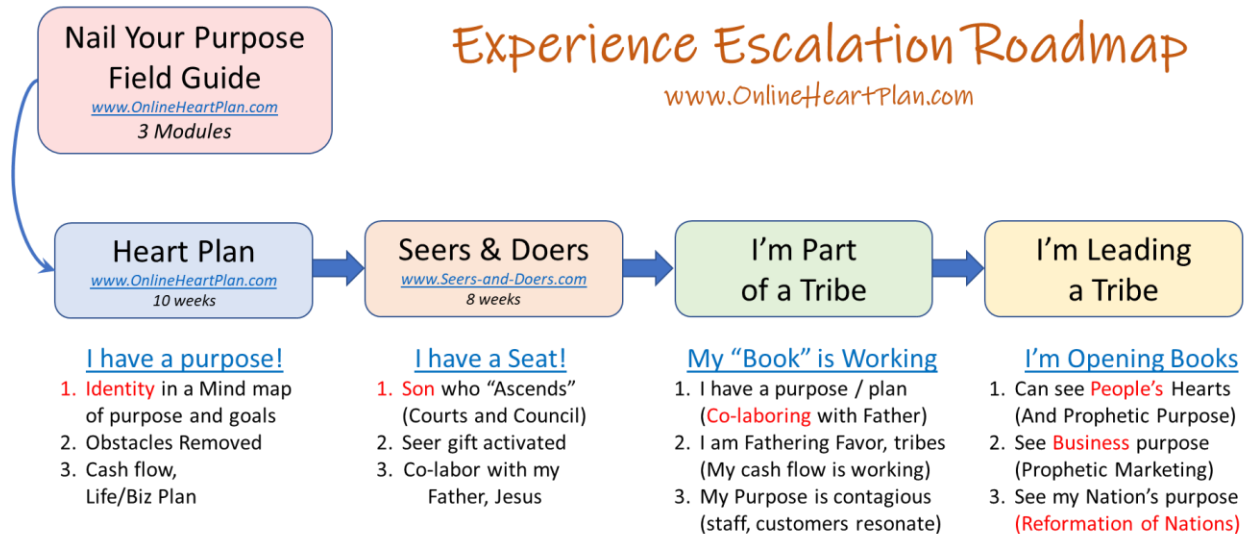 Nail Your Purpose
Field Guide
www.OnlineHeartPlan.com
3 Modules
Experience Escalation Roadmap
www.OnlineHeartPlan.com
Heart Plan
www.OnlineHeartPlan.com
10 weeks
Seers & Doers
www.Seers-and-Doers.com
8 weeks
I'm Part
of a Tribe
I'm Leading
a Tribe
I have a purpose!
1. Identity in a Mind map
of purpose and goals
2. Obstacles Removed
3. Cash flow,
Life/Biz Plan
I have a Seat!
1. Son who "Ascends"
(Courts and Council)
2. Seer gift activated
3. Co-labor with my
Father, Jesus
My "Book" is Working
1. I have a purpose / plan
(Co-laboring with Father)
2. I am Fathering Favor, tribes
(My cash flow is working)
3. My Purpose is contagious
(staff, customers resonate)
I'm Opening Books
1. Can see People's Hearts
(And Prophetic Purpose)
2. See Business purpose
(Prophetic Marketing)
3. See my Nation's purpose
(Reformation of Nations)